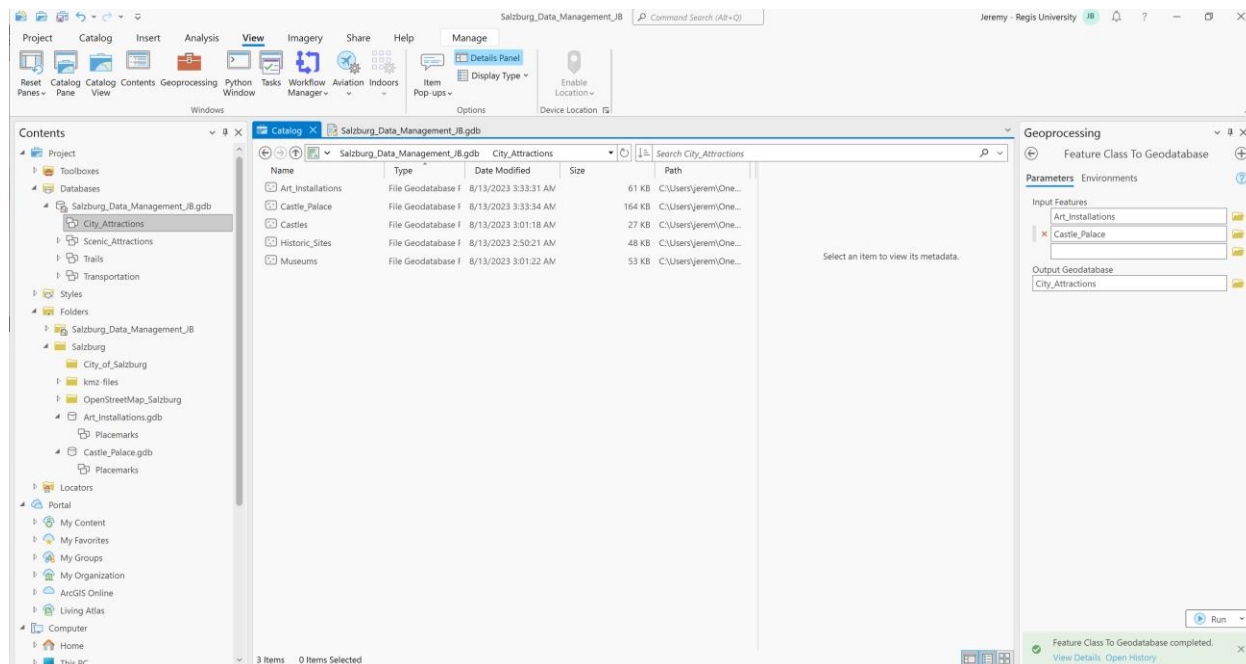 Salzburg_Data_Management_JB
Command Search (Alt+Q)
Jeremy - Regis University JB ?
Project Catalog Insert Analysis View Imagery Share Help Manage
Reset Panes
Catalog Pane
Catalog View
Contents
Geoprocessing
Python Window
Tasks
Workflow Manager
Aviation
Indoors
Item Pop-ups
Details Panel
Display Type
Enable Location
Windows
Options
Device Location
Contents
Project
Toolboxes
Databases
Salzburg_Data_Management_JB.gdb
City_Attractions
Scenic_Attractions
Trails
Transportation
Styles
Folders
Salzburg_Data_Management_JB
Salzburg
City_of_Salzburg
kmz-files
OpenStreetMap_Salzburg
Art_Installations.gdb
Placemarks
Castle_Palace.gdb
Placemarks
Locators
Portal
My Content
My Favorites
My Groups
My Organization
ArcGIS Online
Living Atlas
Computer
Home
This PC
Catalog
Salzburg_Data_Management_JB.gdb
Salzburg_Data_Management_JB.gdb City_Attractions
Search City_Attractions
Name Type Date Modified Size Path
Art_Installations File Geodatabase F 8/13/2023 3:33:31 AM 61 KB C:\Users\jerem\One...
Castle_Palace File Geodatabase F 8/13/2023 3:33:34 AM 164 KB C:\Users\jerem\One...
Castles File Geodatabase F 8/13/2023 3:01:18 AM 27 KB C:\Users\jerem\One...
Historic_Sites File Geodatabase F 8/13/2023 2:50:21 AM 48 KB C:\Users\jerem\One...
Museums File Geodatabase F 8/13/2023 3:01:22 AM 53 KB C:\Users\jerem\One...
Select an item to view its metadata.
3 Items 0 Items Selected
Geoprocessing
Feature Class To Geodatabase
Parameters Environments
Input Features
Art_Installations
Castle_Palace
Output Geodatabase
City_Attractions
Run
Feature Class To Geodatabase completed.
View Details Open History